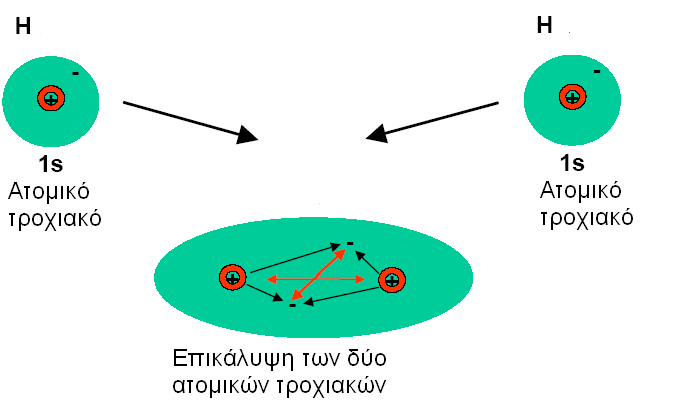 H
H
1s
Ατομικό
τροχιακό
1s
Ατομικό
τροχιακό
Επικάλυψη των δύο
ατομικών τροχιακών